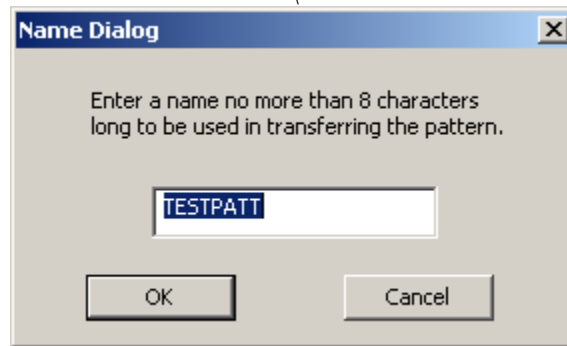 Name Dialog
Enter a name no more than 8 characters
long to be used in transferring the pattern.
TESTPATT
OK Cancel